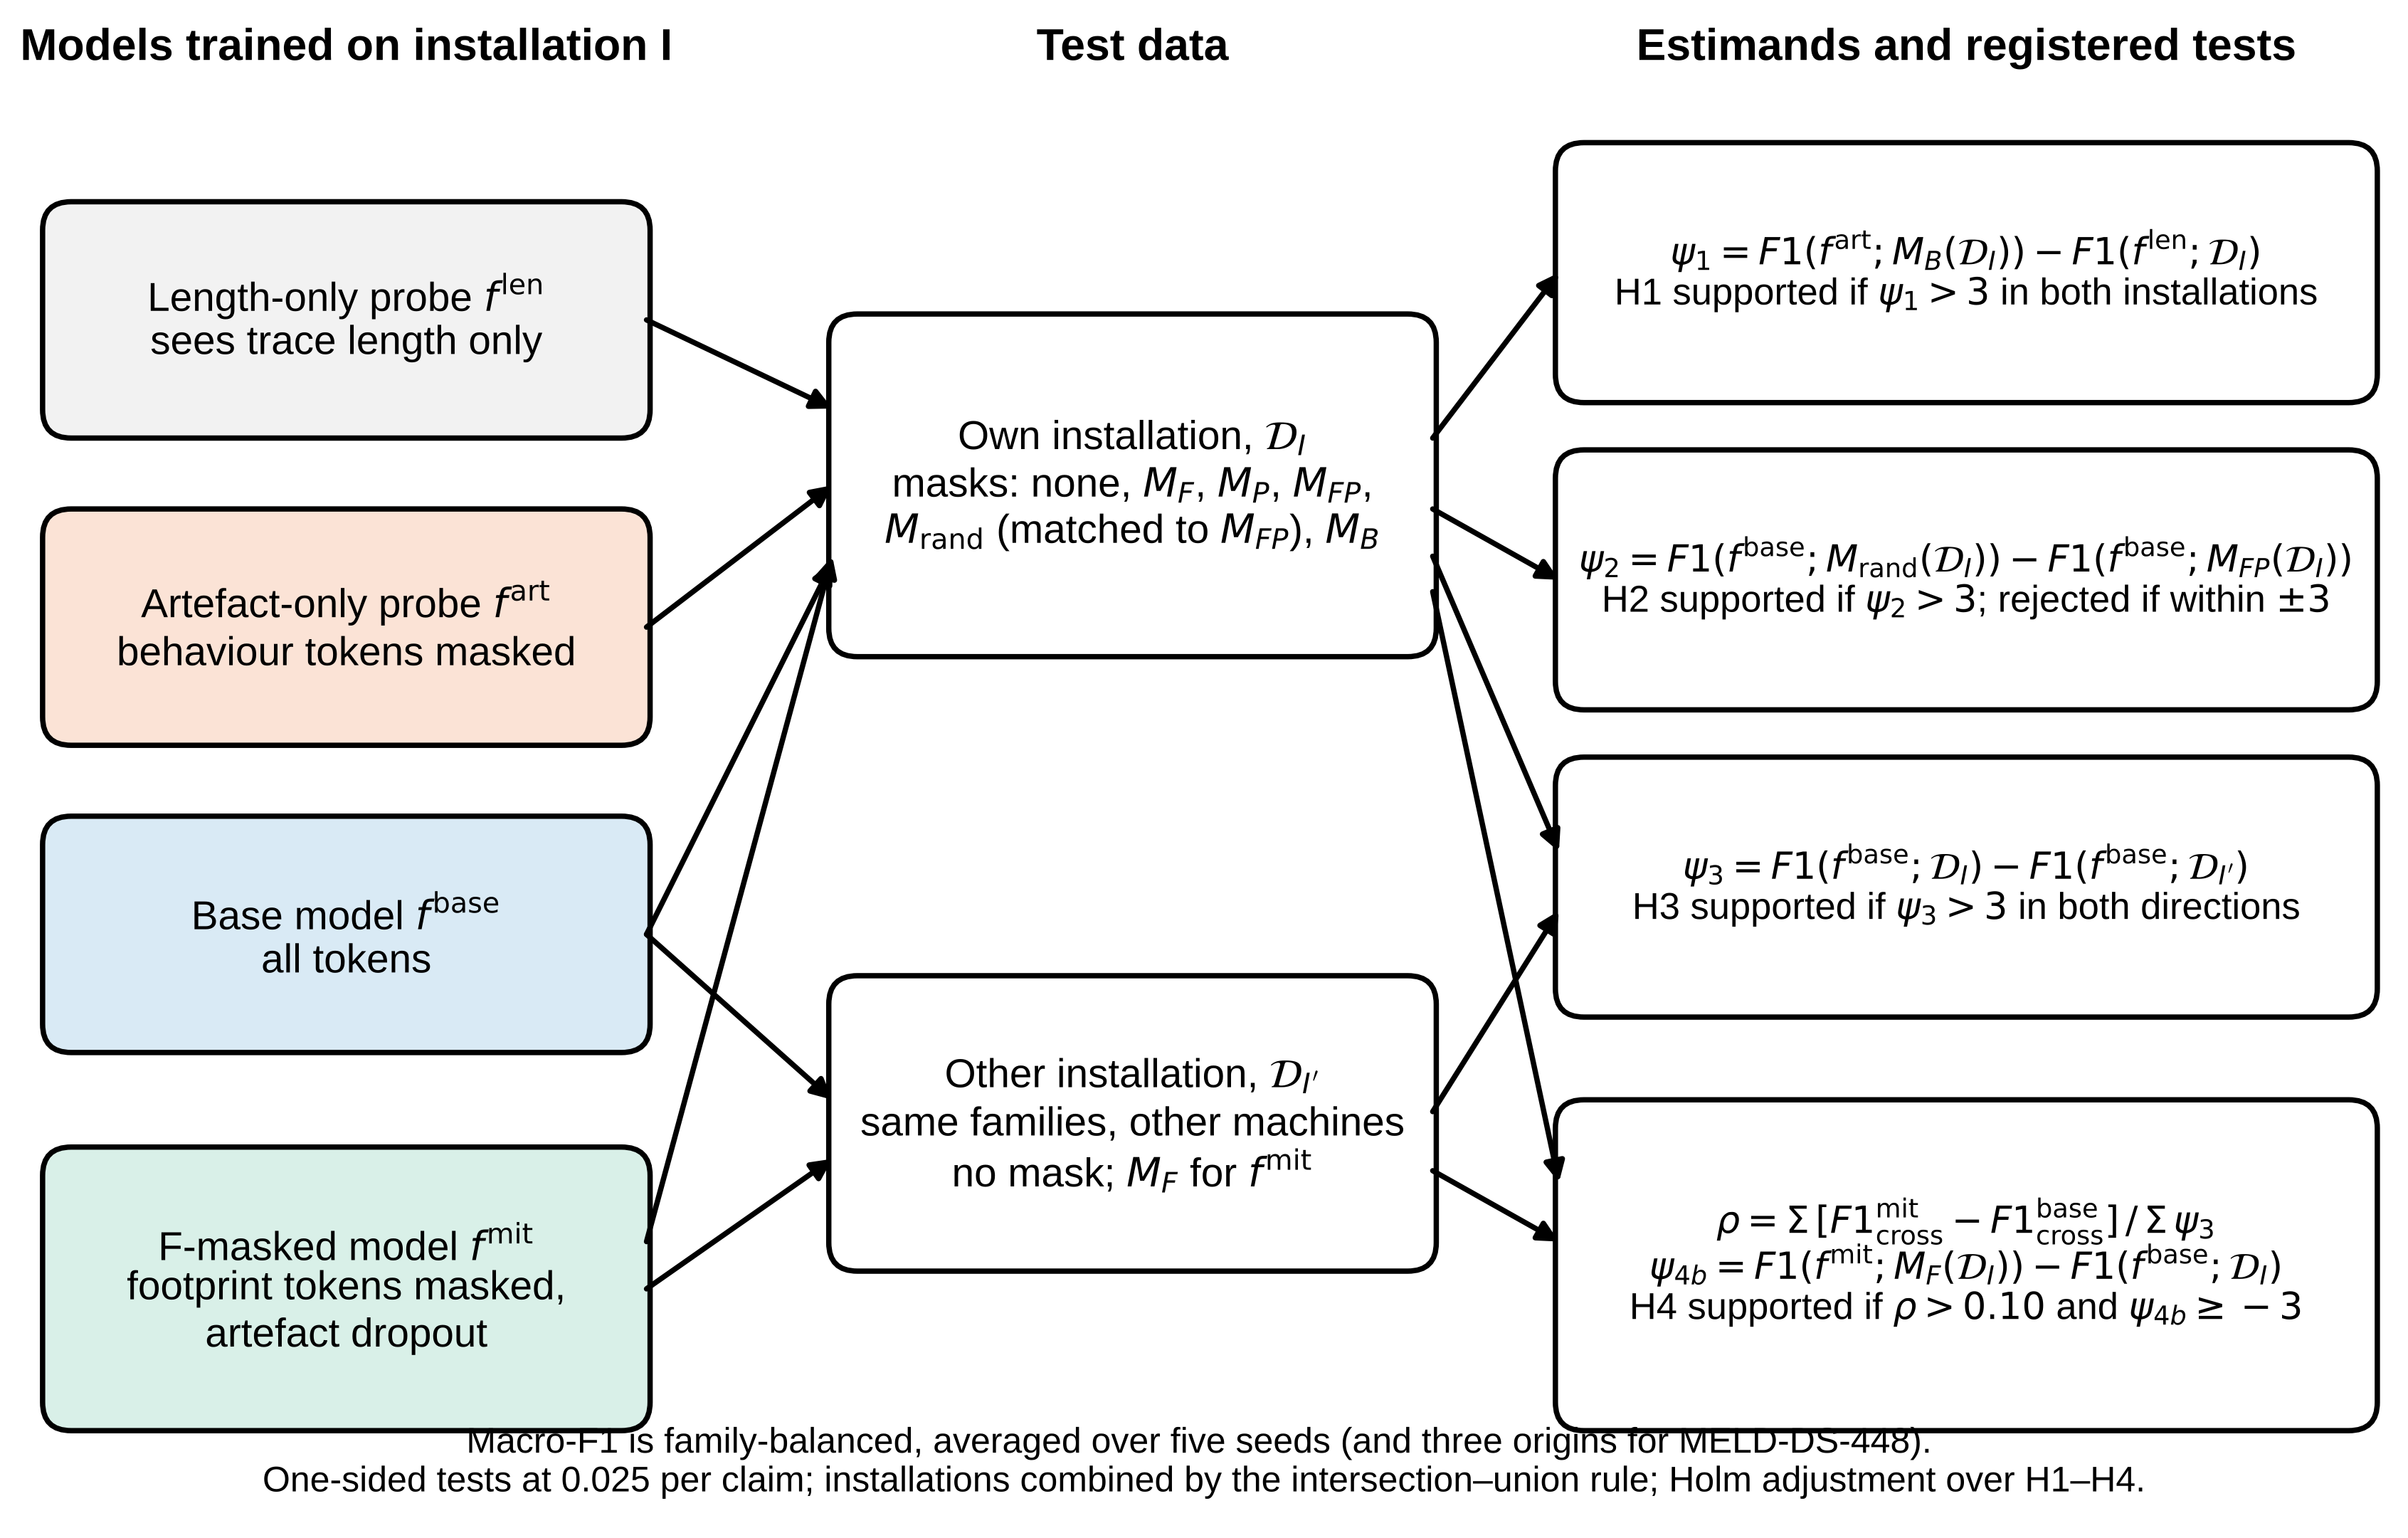 Models trained on installation I
Test data
Estimands and registered tests
Length-only probe f^len
sees trace length only
Artefact-only probe f^art
behaviour tokens masked
Base model f^base
all tokens
F-masked model f^mit
footprint tokens masked,
artefact dropout
Own installation, 𝒟_I
masks: none, M_F, M_P, M_FP,
M_rand (matched to M_FP), M_B
Other installation, 𝒟_I′
same families, other machines
no mask; M_F for f^mit
ψ_1 = F1(f^art; M_B(𝒟_I)) − F1(f^len; 𝒟_I)
H1 supported if ψ_1 > 3 in both installations
ψ_2 = F1(f^base; M_rand(𝒟_I)) − F1(f^base; M_FP(𝒟_I))
H2 supported if ψ_2 > 3; rejected if within ±3
ψ_3 = F1(f^base; 𝒟_I) − F1(f^base; 𝒟_I′)
H3 supported if ψ_3 > 3 in both directions
ρ = Σ [F1^mit_cross − F1^base_cross] / Σ ψ_3
ψ_4b = F1(f^mit; M_F(𝒟_I)) − F1(f^base; 𝒟_I)
H4 supported if ρ > 0.10 and ψ_4b ≥ −3
Macro-F1 is family-balanced, averaged over five seeds (and three origins for MELD-DS-448).
One-sided tests at 0.025 per claim; installations combined by the intersection–union rule; Holm adjustment over H1–H4.